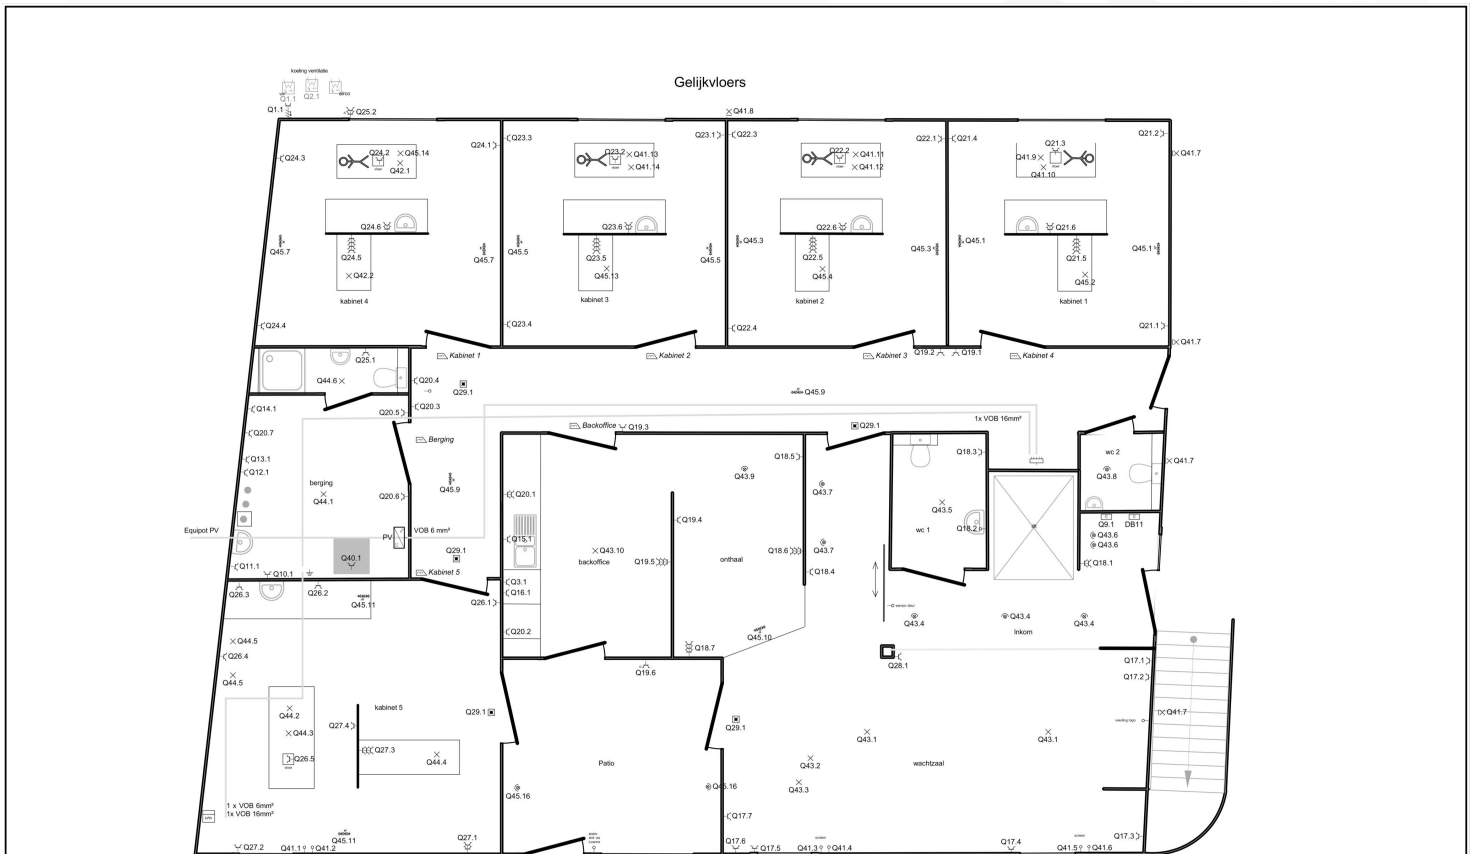 Gelijkvloers
koeling ventilatie
Q1.1
Q2.1
airco
Q1.1
Q25.2
Q41.8
Q24.3
Q24.2
Q45.14
Q42.1
vloer
Q24.1
Q23.3
Q23.2
Q41.13
Q41.14
vloer
Q23.1
Q22.3
Q22.2
Q41.11
Q41.12
vloer
Q22.1
Q21.4
Q21.3
Q41.9
Q41.10
vloer
Q21.2
Q41.7
Q24.6
Q24.5
Q45.7
Q45.7
Q42.2
kabinet 4
Q24.4
Q23.6
Q23.5
Q45.5
Q45.5
Q45.13
kabinet 3
Q23.4
Q22.6
Q22.5
Q45.3
Q45.3
Q45.4
kabinet 2
Q22.4
Q21.6
Q21.5
Q45.1
Q45.1
Q45.2
kabinet 1
Q21.1
Q41.7
Kabinet 1
Kabinet 2
Kabinet 3
Q19.2
Q19.1
Kabinet 4
Q25.1
Q44.6
Q20.4
Q29.1
Q45.9
Q14.1
Q20.5
Q20.3
1x VOB 16mm²
Q20.7
Berging
Backoffice
Q19.3
Q29.1
Q13.1
Q12.1
berging
Q44.1
Q20.6
Q45.9
Q18.5
Q43.9
Q43.7
Q18.3
wc 2
Q43.8
Q41.7
Q20.1
Q19.4
Q43.5
wc 1
Q18.2
Q9.1
DB11
Equipot PV
PV
VOB 6 mm²
Q15.1
Q43.10
backoffice
Q19.5
onthaal
Q18.6
Q43.7
Q43.6
Q43.6
Q40.1
Q29.1
Q11.1
Q10.1
Kabinet 5
Q3.1
Q16.1
Q18.4
Q18.1
Q26.3
Q26.2
Q45.11
Q26.1
sensor deur
Q43.4
Q43.4
Q43.4
Inkom
Q20.2
Q45.10
Q44.5
Q26.4
Q44.5
Q18.7
Q19.6
Q28.1
Q17.1
Q17.2
kabinet 5
Q44.2
Q44.3
Q26.5
vloer
Q27.4
Q27.3
Q44.4
Q29.1
Q29.1
Q41.7
Q43.1
Q43.1
Patio
Q43.2
Q43.3
wachtzaal
Q45.16
Q45.16
1 x VOB 6mm²
1x VOB 16mm²
Q45.11
Q17.7
Q27.2
Q41.1
Q41.2
Q27.1
Q17.6
Q17.5
screen
Q41.3
Q41.4
Q17.4
screen
Q41.5
Q41.6
Q17.3